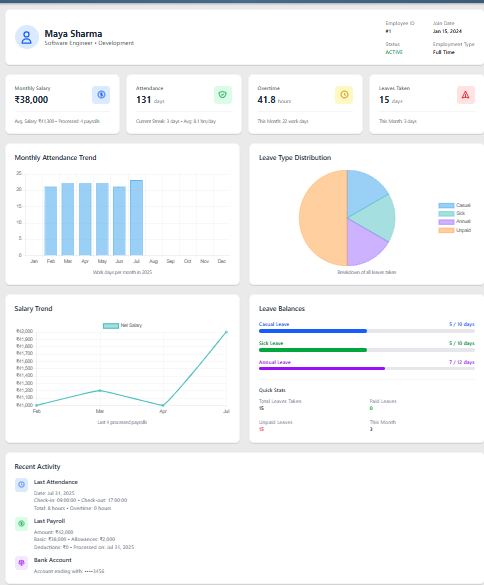 Maya Sharma
Software Engineer • Development
Employee ID
#1
Join Date
Jan 15, 2024
Status
ACTIVE
Employment Type
Full Time
Monthly Salary
₹38,000
Avg. Salary ₹41,300 • Processed: 4 payrolls
Attendance
131 days
Current Streak: 3 days • Avg: 8.1 hrs/day
Overtime
41.8 hours
This Month: 22 work days
Leaves Taken
15 days
This Month: 3 days
Monthly Attendance Trend
25
20
15
10
5
0
Jan Feb Mar Apr May Jun Jul Aug Sep Oct Nov Dec
Work days per month in 2025
Leave Type Distribution
Casual
Sick
Annual
Unpaid
Breakdown of all leaves taken
Salary Trend
Net Salary
₹42,000
₹41,900
₹41,800
₹41,700
₹41,600
₹41,500
₹41,400
₹41,300
₹41,200
₹41,100
₹41,000
Feb Mar Apr Jul
Last 4 processed payrolls
Leave Balances
Casual Leave 5 / 10 days
Sick Leave 5 / 10 days
Annual Leave 7 / 12 days
Quick Stats
Total Leaves Taken
15
Paid Leaves
0
Unpaid Leaves
15
This Month
3
Recent Activity
Last Attendance
Date: Jul 31, 2025
Check-in: 09:00:00 • Check-out: 17:00:00
Total: 8 hours • Overtime: 0 hours
Last Payroll
Amount: ₹42,000
Basic: ₹38,000 • Allowances: ₹2,000
Deductions: ₹0 • Processed on: Jul 31, 2025
Bank Account
Account ending with: ••••3456